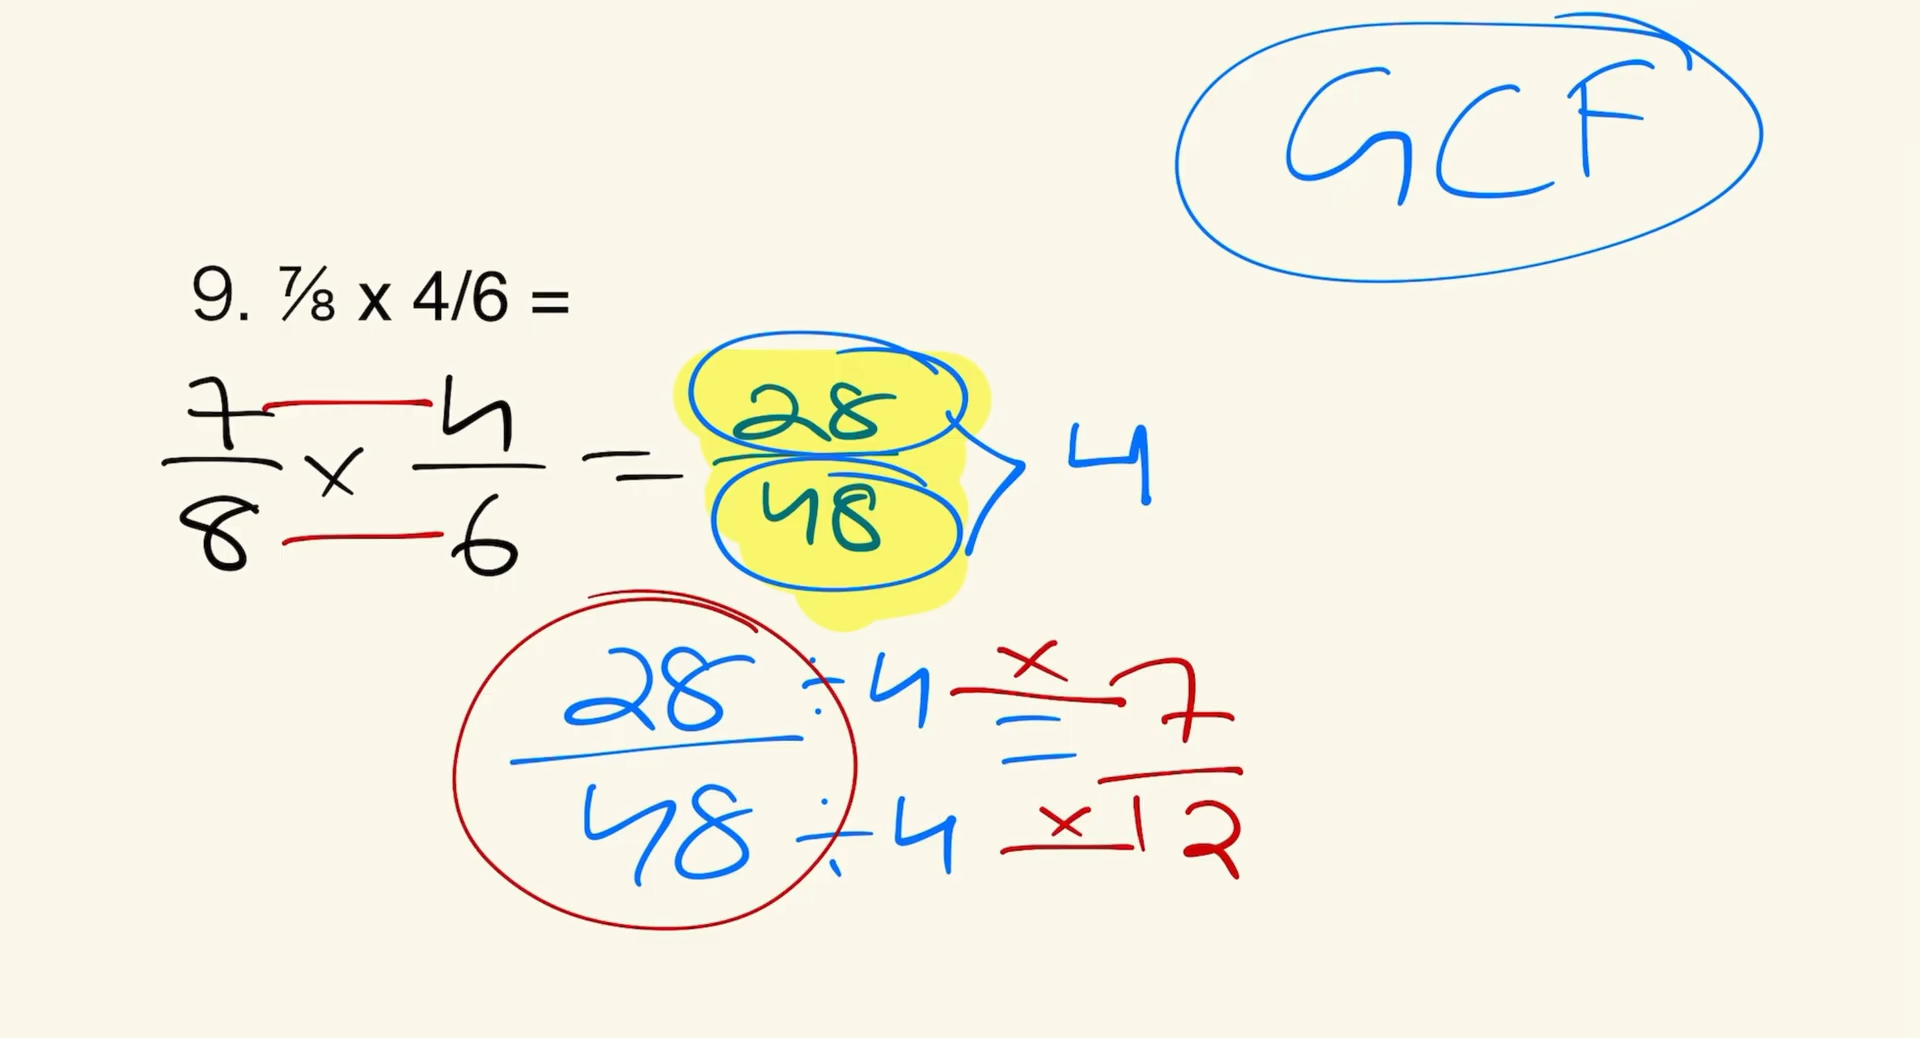 GCF
9. ⅞ x 4/6 =
7/8 × 4/6 = 28/48 > 4
28 ÷ 4 × 7
=
48 ÷ 4 × 12